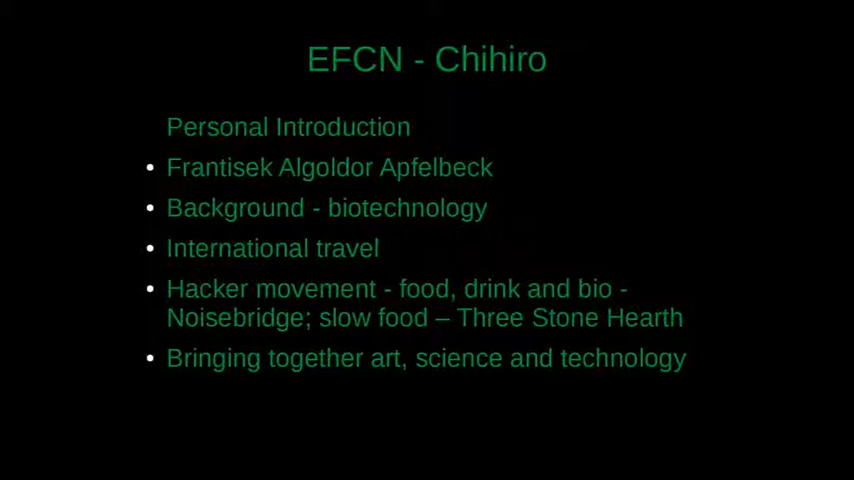 EFCN - Chihiro
Personal Introduction
Frantisek Algoldor Apfelbeck
Background - biotechnology
International travel
Hacker movement - food, drink and bio -
Noisebridge; slow food – Three Stone Hearth
Bringing together art, science and technology